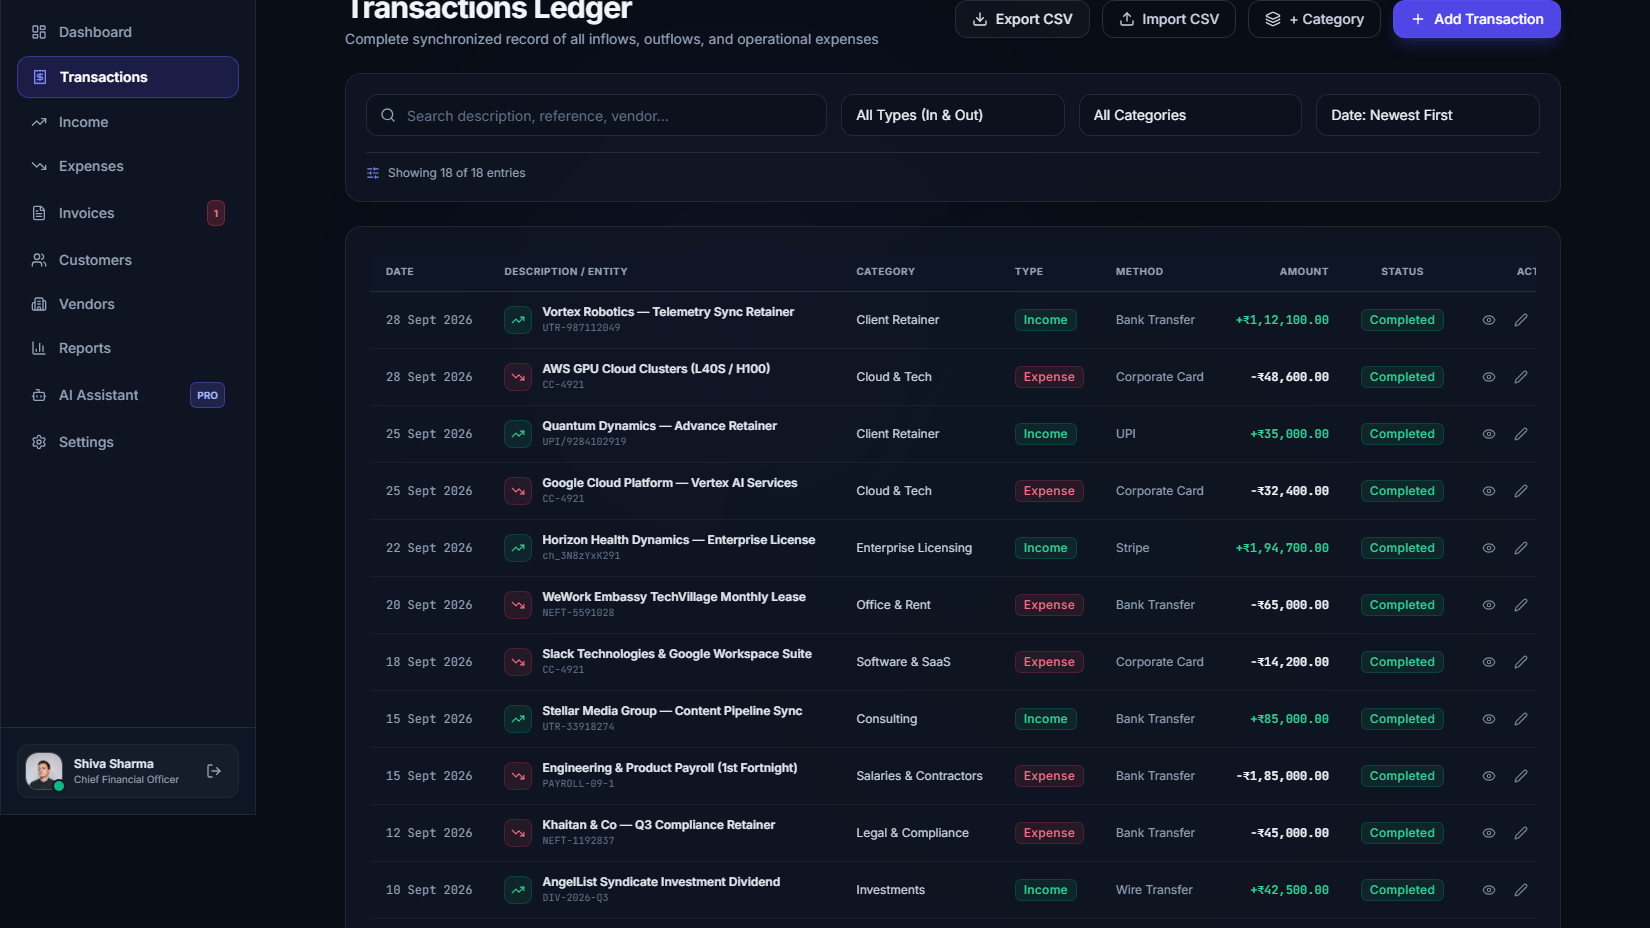 Dashboard
Transactions
Income
Expenses
Invoices
1
Customers
Vendors
Reports
AI Assistant
PRO
Settings
Shiva Sharma
Chief Financial Officer
Transactions Ledger
Complete synchronized record of all inflows, outflows, and operational expenses
Export CSV
Import CSV
+ Category
+ Add Transaction
Search description, reference, vendor...
All Types (In & Out)
All Categories
Date: Newest First
Showing 18 of 18 entries
DATE DESCRIPTION / ENTITY CATEGORY TYPE METHOD AMOUNT STATUS ACT
28 Sept 2026 Vortex Robotics — Telemetry Sync Retainer Client Retainer Income Bank Transfer +₹1,12,100.00 Completed
UTR-987112049
28 Sept 2026 AWS GPU Cloud Clusters (L40S / H100) Cloud & Tech Expense Corporate Card -₹48,600.00 Completed
CC-4921
25 Sept 2026 Quantum Dynamics — Advance Retainer Client Retainer Income UPI +₹35,000.00 Completed
UPI/9284102919
25 Sept 2026 Google Cloud Platform — Vertex AI Services Cloud & Tech Expense Corporate Card -₹32,400.00 Completed
CC-4921
22 Sept 2026 Horizon Health Dynamics — Enterprise License Enterprise Licensing Income Stripe +₹1,94,700.00 Completed
ch_3N8zYxK291
20 Sept 2026 WeWork Embassy TechVillage Monthly Lease Office & Rent Expense Bank Transfer -₹65,000.00 Completed
NEFT-5591028
18 Sept 2026 Slack Technologies & Google Workspace Suite Software & SaaS Expense Corporate Card -₹14,200.00 Completed
CC-4921
15 Sept 2026 Stellar Media Group — Content Pipeline Sync Consulting Income Bank Transfer +₹85,000.00 Completed
UTR-33918274
15 Sept 2026 Engineering & Product Payroll (1st Fortnight) Salaries & Contractors Expense Bank Transfer -₹1,85,000.00 Completed
PAYROLL-09-1
12 Sept 2026 Khaitan & Co — Q3 Compliance Retainer Legal & Compliance Expense Bank Transfer -₹45,000.00 Completed
NEFT-1192837
10 Sept 2026 AngelList Syndicate Investment Dividend Investments Income Wire Transfer +₹42,500.00 Completed
DIV-2026-Q3